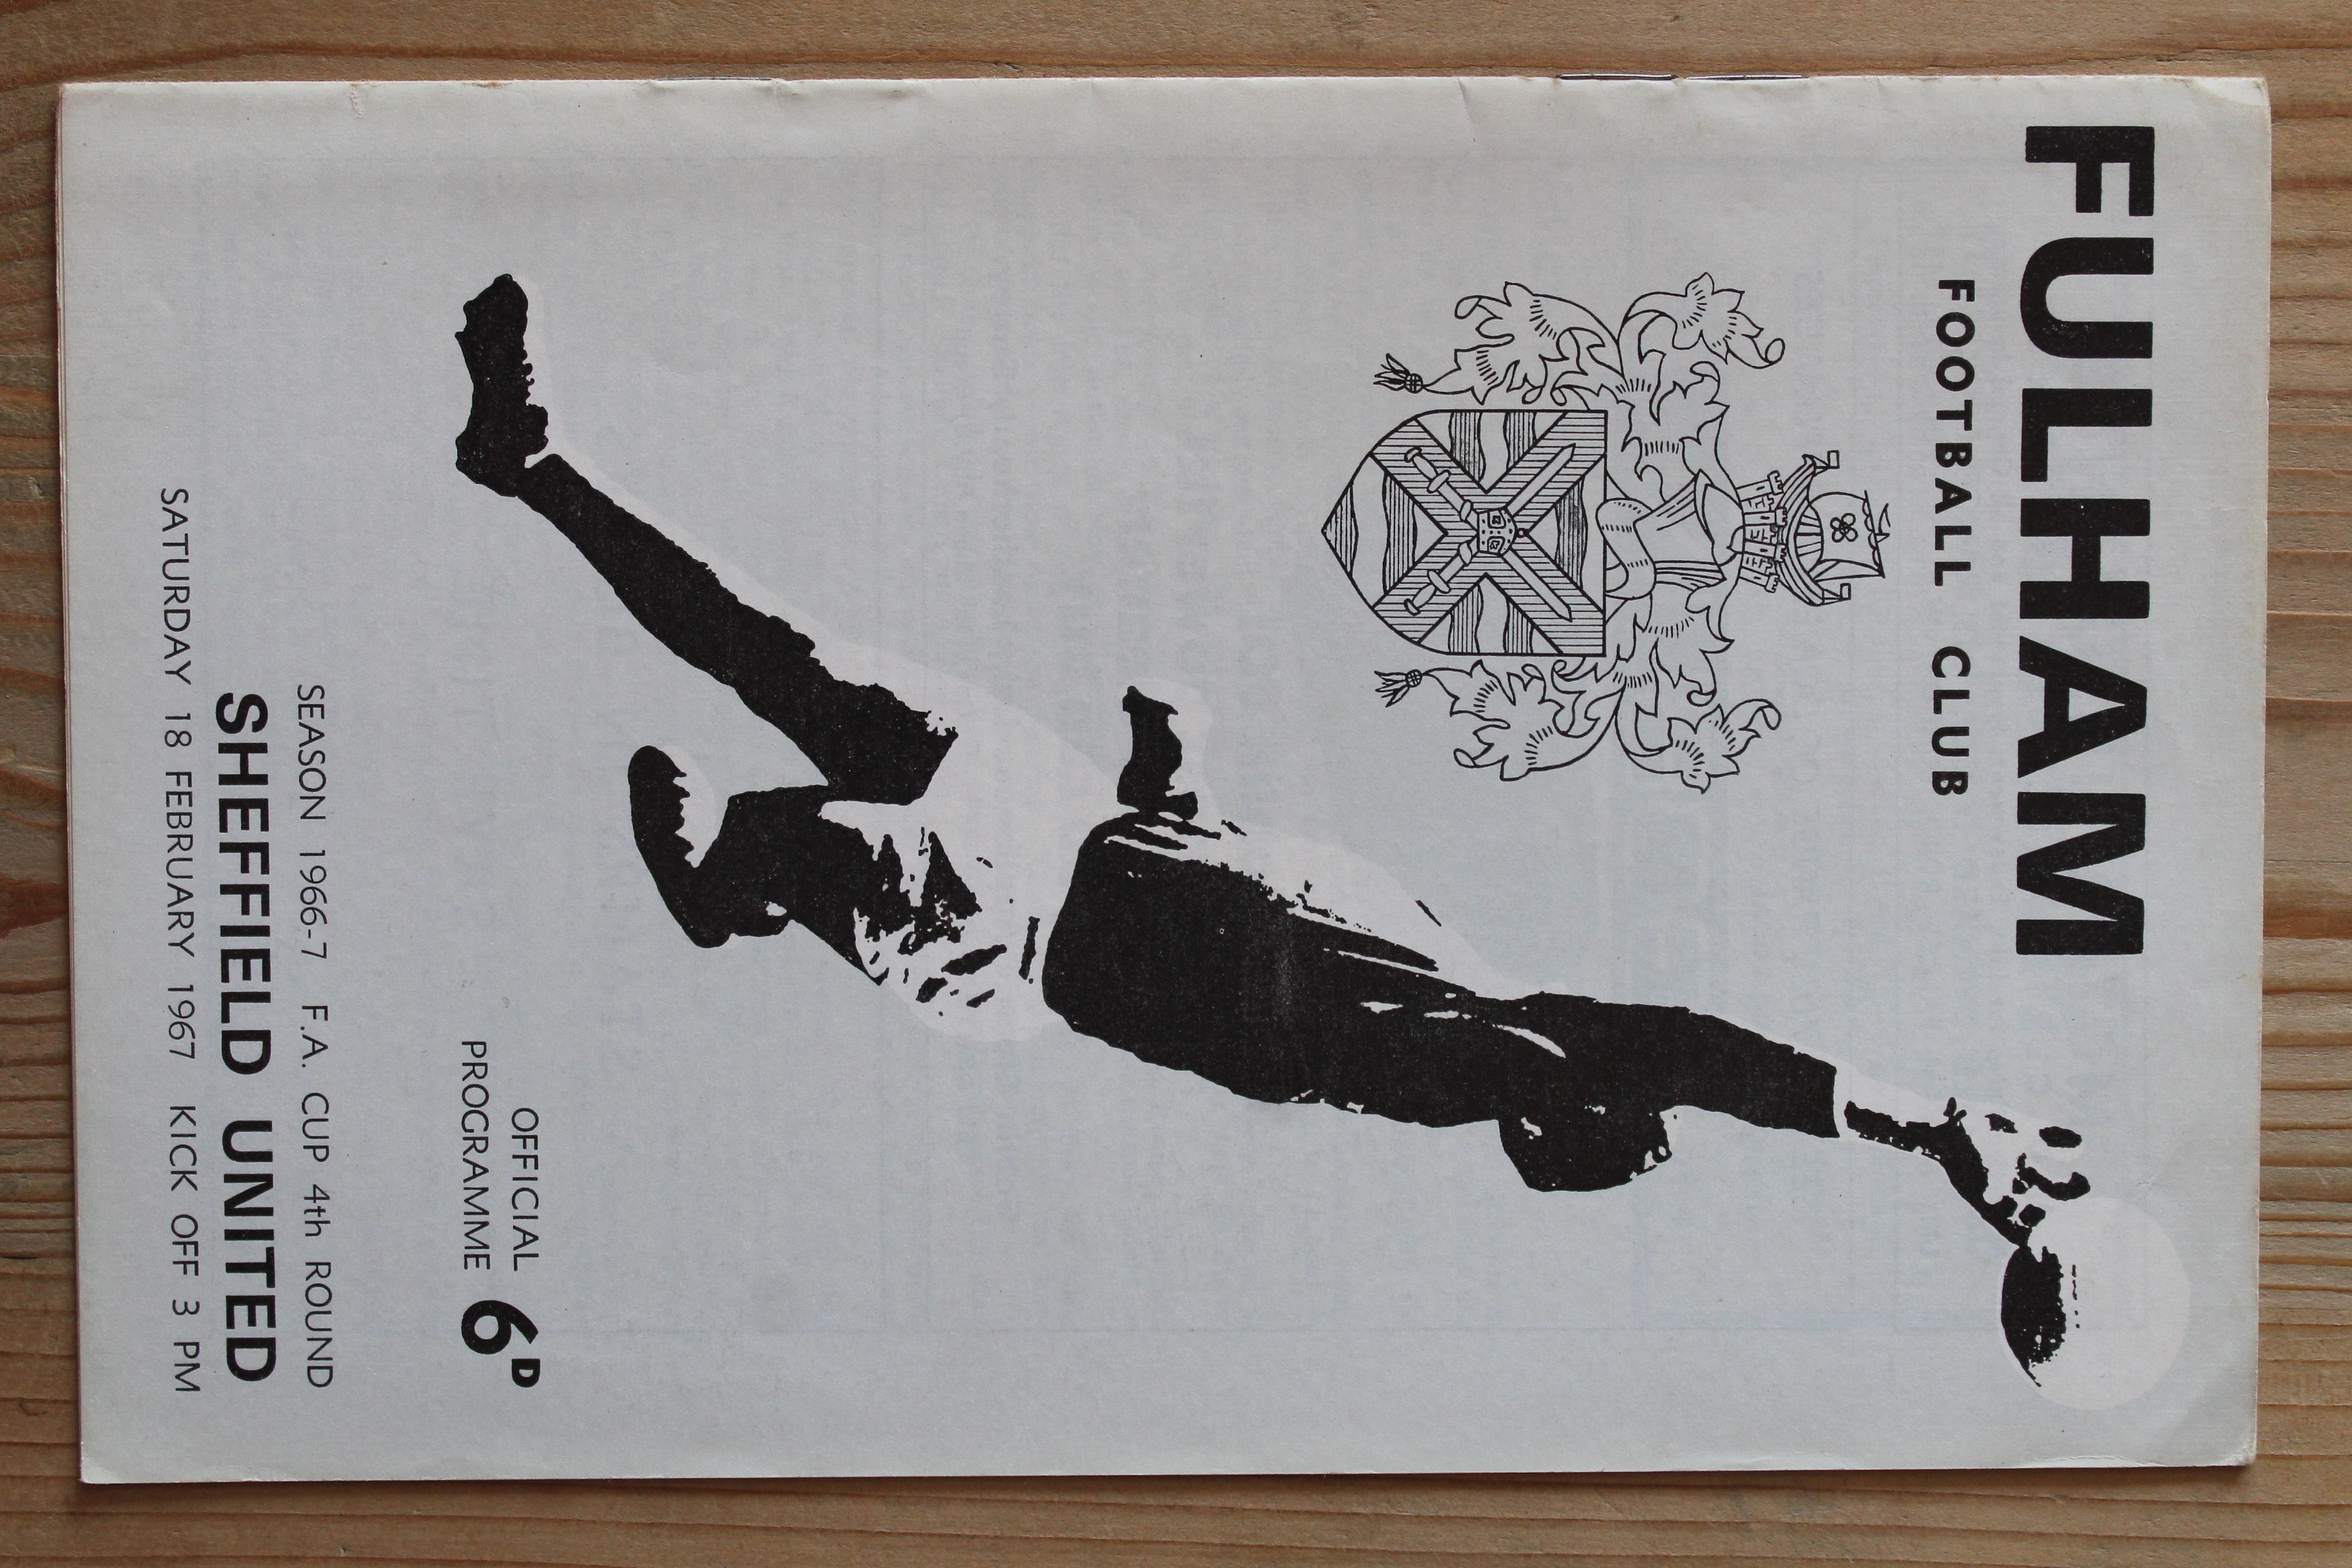 FULHAM
FOOTBALL CLUB
OFFICIAL
PROGRAMME 6D
SEASON 1966-7 F.A. CUP 4th ROUND
SHEFFIELD UNITED
SATURDAY 18 FEBRUARY 1967 KICK OFF 3 PM